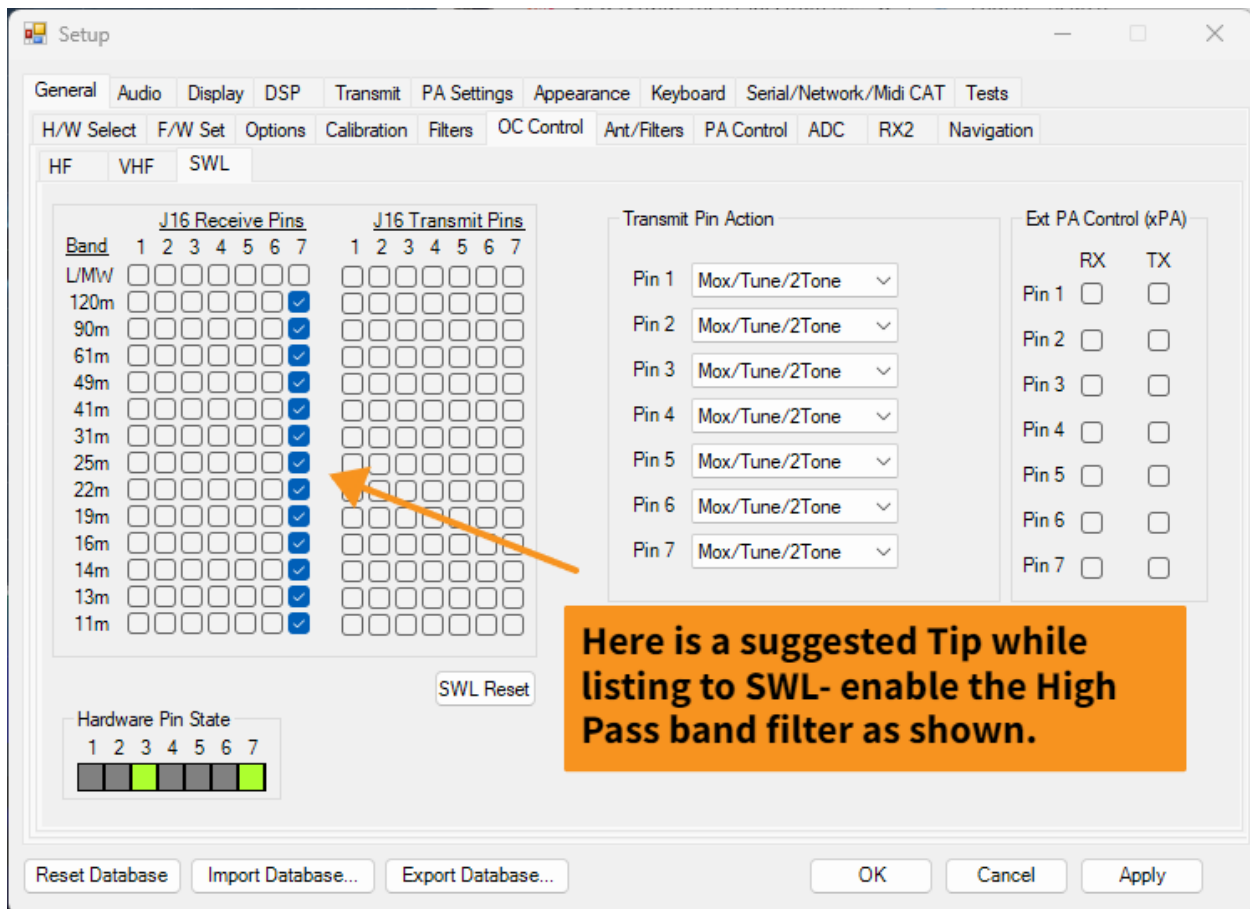 Setup
General Audio Display DSP Transmit PA Settings Appearance Keyboard Serial/Network/Midi CAT Tests
H/W Select F/W Set Options Calibration Filters OC Control Ant/Filters PA Control ADC RX2 Navigation
HF VHF SWL
J16 Receive Pins J16 Transmit Pins
Band 1 2 3 4 5 6 7 1 2 3 4 5 6 7
L/MW
120m
90m
61m
49m
41m
31m
25m
22m
19m
16m
14m
13m
11m
SWL Reset
Hardware Pin State
1 2 3 4 5 6 7
Transmit Pin Action
Pin 1 Mox/Tune/2Tone
Pin 2 Mox/Tune/2Tone
Pin 3 Mox/Tune/2Tone
Pin 4 Mox/Tune/2Tone
Pin 5 Mox/Tune/2Tone
Pin 6 Mox/Tune/2Tone
Pin 7 Mox/Tune/2Tone
Ext PA Control (xPA)
RX TX
Pin 1
Pin 2
Pin 3
Pin 4
Pin 5
Pin 6
Pin 7
Here is a suggested Tip while
listing to SWL- enable the High
Pass band filter as shown.
Reset Database Import Database... Export Database... OK Cancel Apply